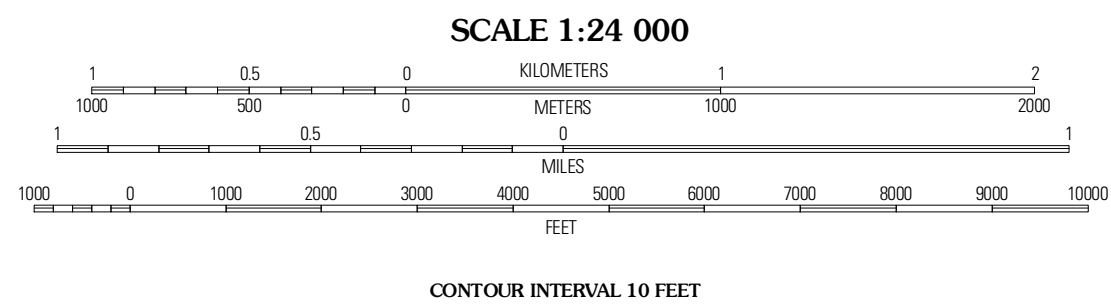 SCALE 1:24 000
1 0.5 0 KILOMETERS 1 2
1000 500 0 METERS 1000 2000
1 0.5 0 1
MILES
1000 0 1000 2000 3000 4000 5000 6000 7000 8000 9000 10000
FEET
CONTOUR INTERVAL 10 FEET